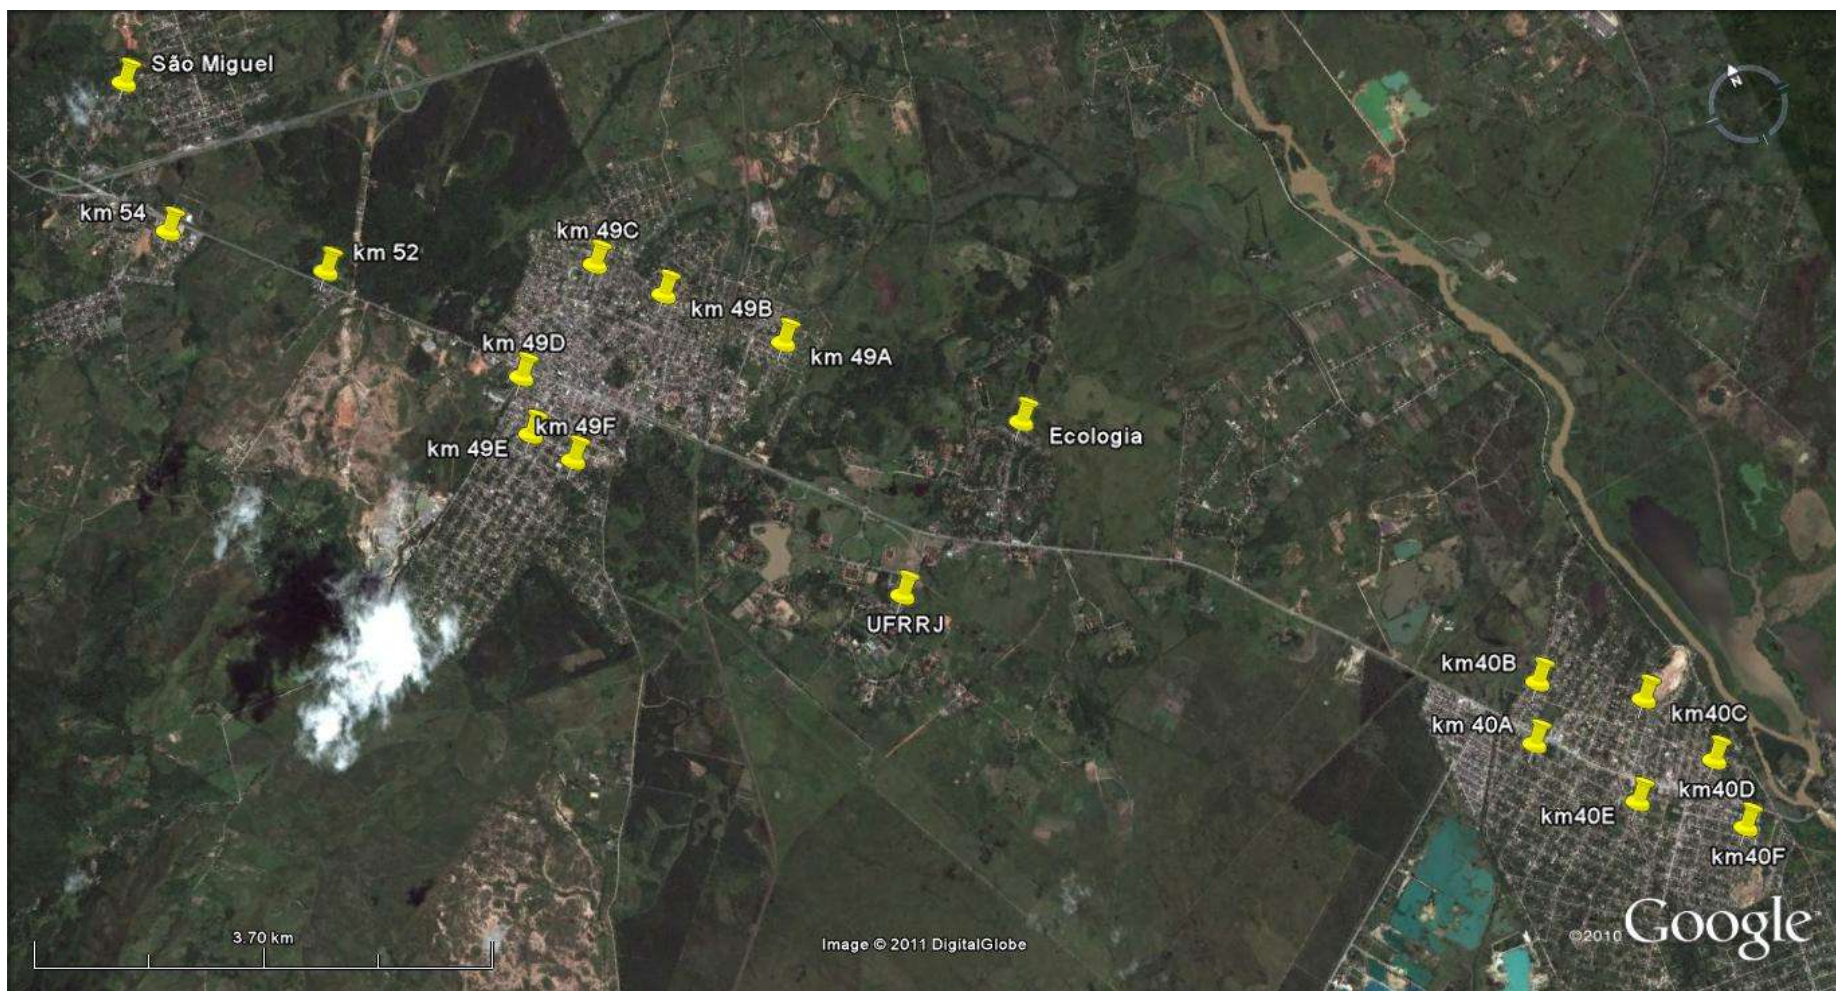 São Miguel
N
km 54
km 52
km 49C
km 49B
km 49A
km 49D
km 49E
km 49F
Ecologia
UFRRJ
km40B
km 40A
km40C
km40D
km40E
km40F
3.70 km
Image © 2011 DigitalGlobe
©2010 Google